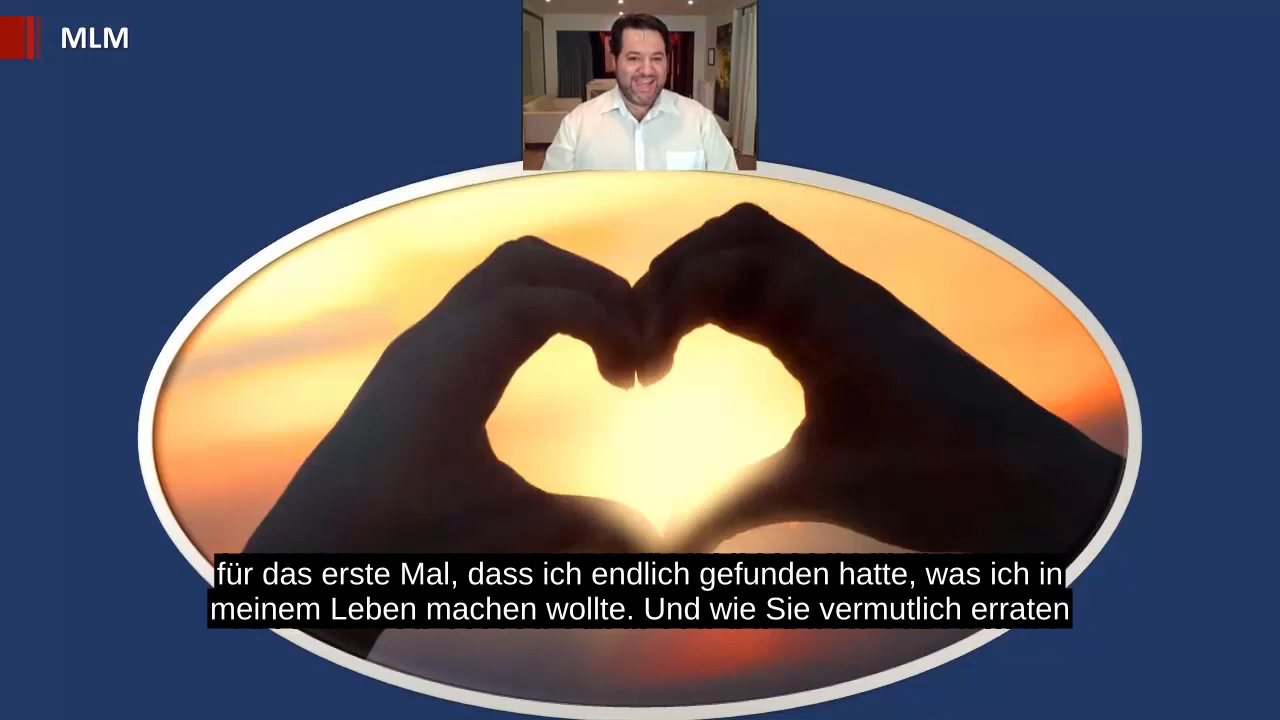 MLM
für das erste Mal, dass ich endlich gefunden hatte, was ich in
meinem Leben machen wollte. Und wie Sie vermutlich erraten